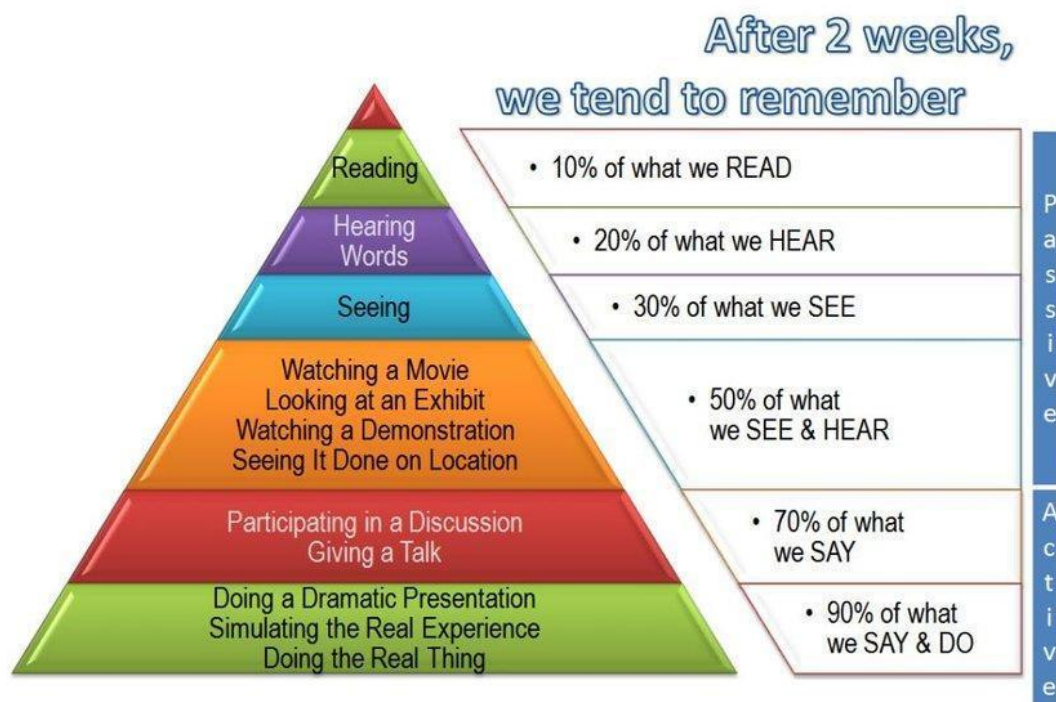 After 2 weeks,
we tend to remember
Reading
• 10% of what we READ
Hearing
Words
• 20% of what we HEAR
Seeing
• 30% of what we SEE
Watching a Movie
Looking at an Exhibit
Watching a Demonstration
Seeing It Done on Location
• 50% of what
we SEE & HEAR
Participating in a Discussion
Giving a Talk
• 70% of what
we SAY
Doing a Dramatic Presentation
Simulating the Real Experience
Doing the Real Thing
• 90% of what
we SAY & DO
Passive
Active